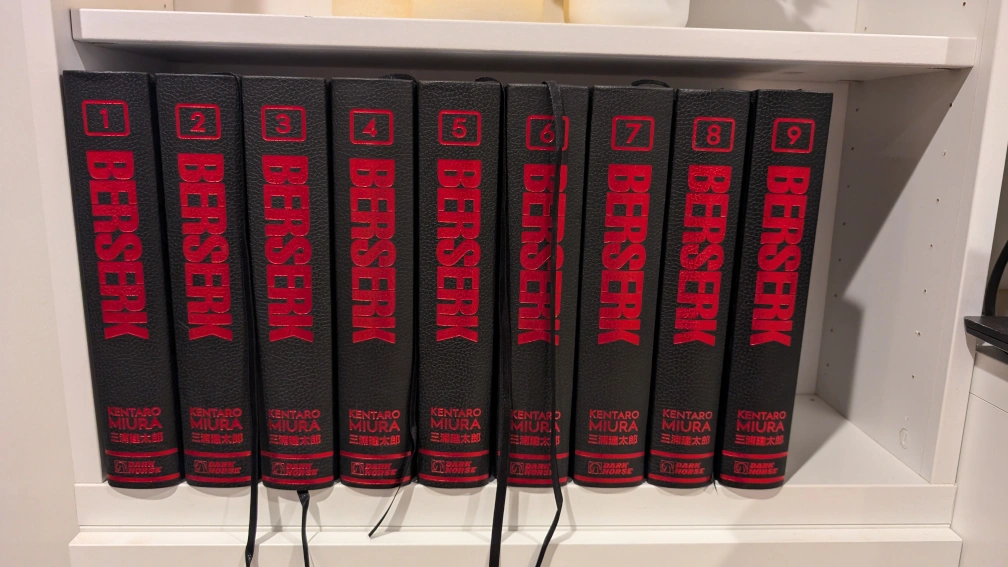 1
BERSERK
KENTARO
MIURA
三浦建太郎
DARK
HORSE
2
BERSERK
KENTARO
MIURA
三浦建太郎
DARK
HORSE
3
BERSERK
KENTARO
MIURA
三浦建太郎
DARK
HORSE
4
BERSERK
KENTARO
MIURA
三浦建太郎
DARK
HORSE
5
BERSERK
KENTARO
MIURA
三浦建太郎
DARK
HORSE
6
BERSERK
KENTARO
MIURA
三浦建太郎
DARK
HORSE
7
BERSERK
KENTARO
MIURA
三浦建太郎
DARK
HORSE
8
BERSERK
KENTARO
MIURA
三浦建太郎
DARK
HORSE
9
BERSERK
KENTARO
MIURA
三浦建太郎
DARK
HORSE